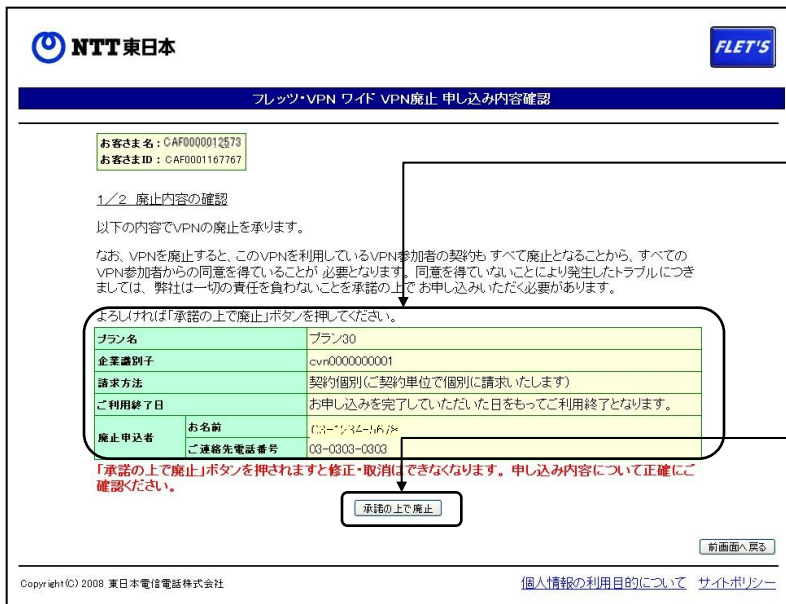 NTT東日本
FLET'S
フレッツ・VPN ワイド VPN廃止 申し込み内容確認
お客さま名：CAF0000012573
お客さまID：CAF0001167767
1／2 廃止内容の確認
以下の内容でVPNの廃止を承ります。
なお、VPNを廃止すると、このVPNを利用しているVPN参加者の契約も すべて廃止となることから、すべての
VPN参加者からの同意を得ていることが 必要となります。同意を得ていないことにより発生したトラブルにつき
ましては、弊社は一切の責任を負わないことを承諾の上で お申し込みいただく必要があります。
よろしければ「承諾の上で廃止」ボタンを押してください。
プラン名 プラン30
企業識別子 cvn0000000001
請求方法 契約個別(ご契約単位で個別に請求いたします)
ご利用終了日 お申し込みを完了していただいた日をもってご利用終了となります。
廃止申込者 お名前 03-1234-5678
ご連絡先電話番号 03-0303-0303
「承諾の上で廃止」ボタンを押されますと修正・取消はできなくなります。申し込み内容について正確にご
確認ください。
承諾の上で廃止
前画面へ戻る
Copyright(C) 2008 東日本電信電話株式会社 個人情報の利用目的について サイトポリシー